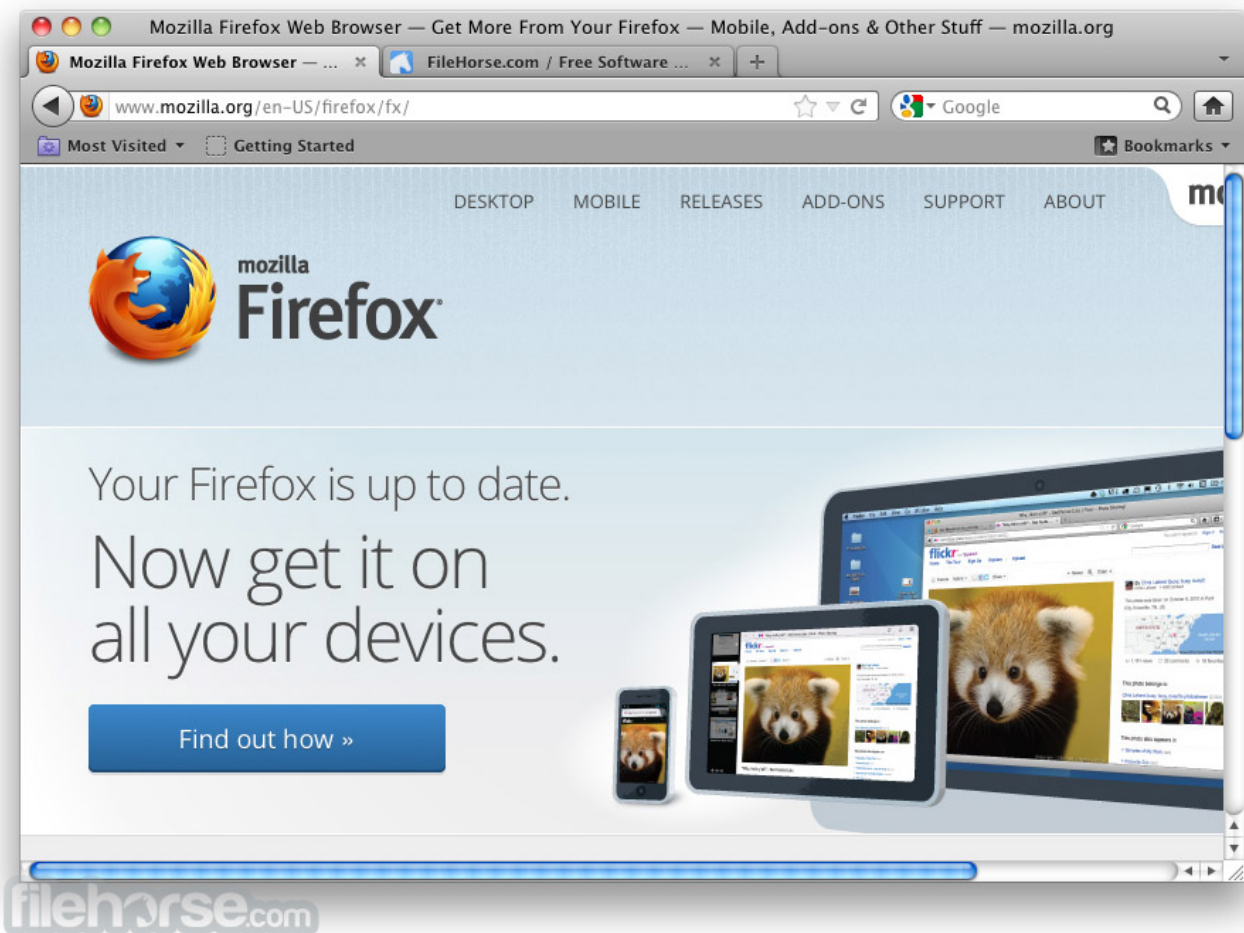 Mozilla Firefox Web Browser — Get More From Your Firefox — Mobile, Add-ons & Other Stuff — mozilla.org
Mozilla Firefox Web Browser — ...
FileHorse.com / Free Software ...
www.mozilla.org/en-US/firefox/fx/
Google
Most Visited
Getting Started
Bookmarks
DESKTOP MOBILE RELEASES ADD-ONS SUPPORT ABOUT
mozilla
Firefox
Your Firefox is up to date.
Now get it on
all your devices.
Find out how »
flickr
flickr
filehorse.com